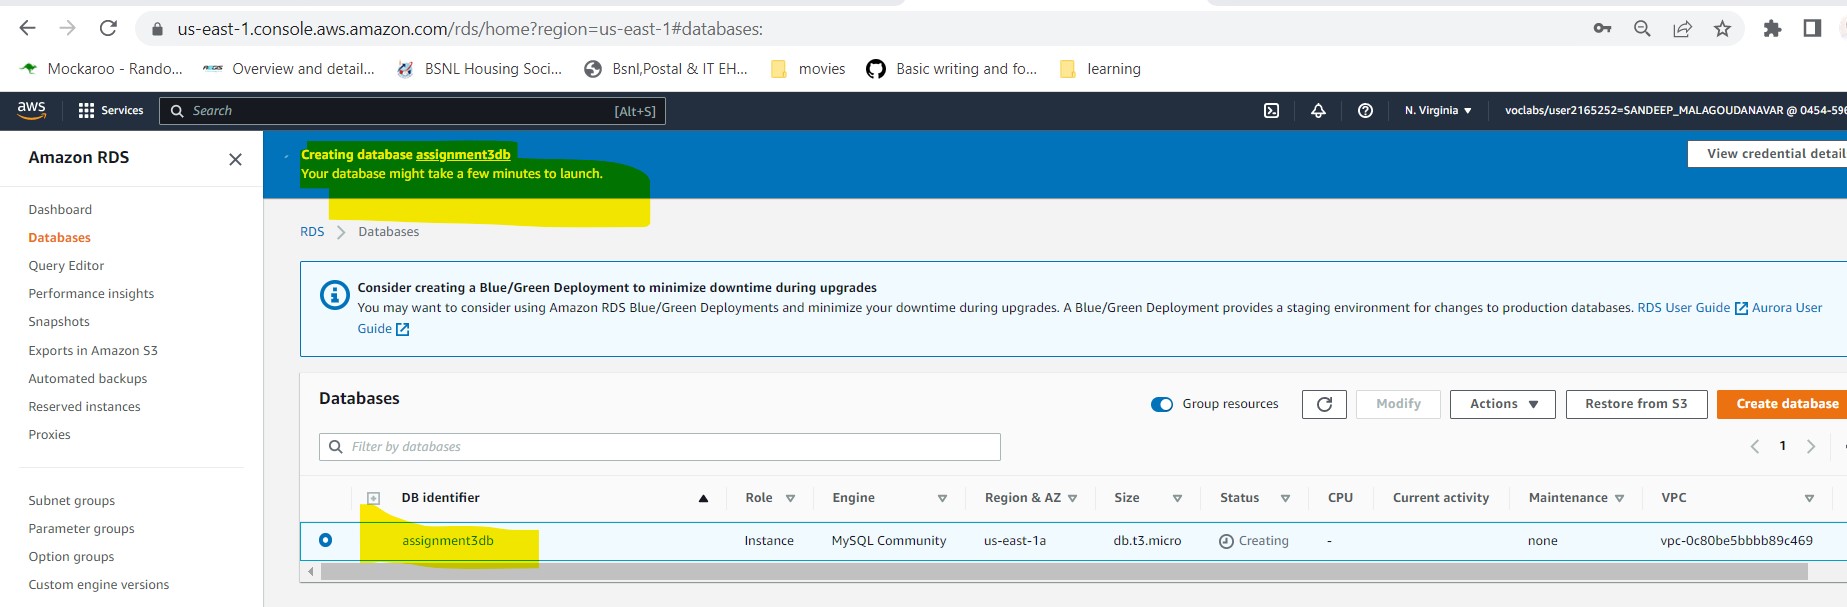 us-east-1.console.aws.amazon.com/rds/home?region=us-east-1#databases:
Mockaroo - Rando... Overview and detail... BSNL Housing Soci... Bsnl,Postal & IT EH... movies Basic writing and fo... learning
aws Services Search [Alt+S] N. Virginia voclabs/user2165252=SANDEEP_MALAGOUDANAVAR @ 0454-596
Amazon RDS
Creating database assignment3db
Your database might take a few minutes to launch.
View credential detail
Dashboard
Databases
Query Editor
Performance insights
Snapshots
Exports in Amazon S3
Automated backups
Reserved instances
Proxies
Subnet groups
Parameter groups
Option groups
Custom engine versions
RDS > Databases
Consider creating a Blue/Green Deployment to minimize downtime during upgrades
You may want to consider using Amazon RDS Blue/Green Deployments and minimize your downtime during upgrades. A Blue/Green Deployment provides a staging environment for changes to production databases. RDS User Guide Aurora User
Guide
Databases
Group resources Modify Actions Restore from S3 Create database
Filter by databases
1
DB identifier Role Engine Region & AZ Size Status CPU Current activity Maintenance VPC
assignment3db Instance MySQL Community us-east-1a db.t3.micro Creating - none vpc-0c80be5bbbb89c469